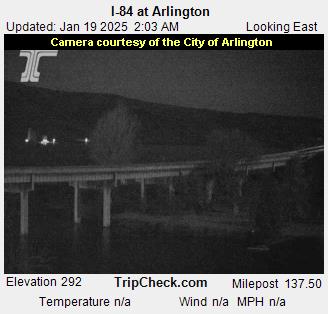 I-84 at Arlington
Updated: Jan 19 2025 2:03 AM Looking East
Camera courtesy of the City of Arlington
Elevation 292 TripCheck.com Milepost 137.50
Temperature n/a Wind n/a MPH n/a